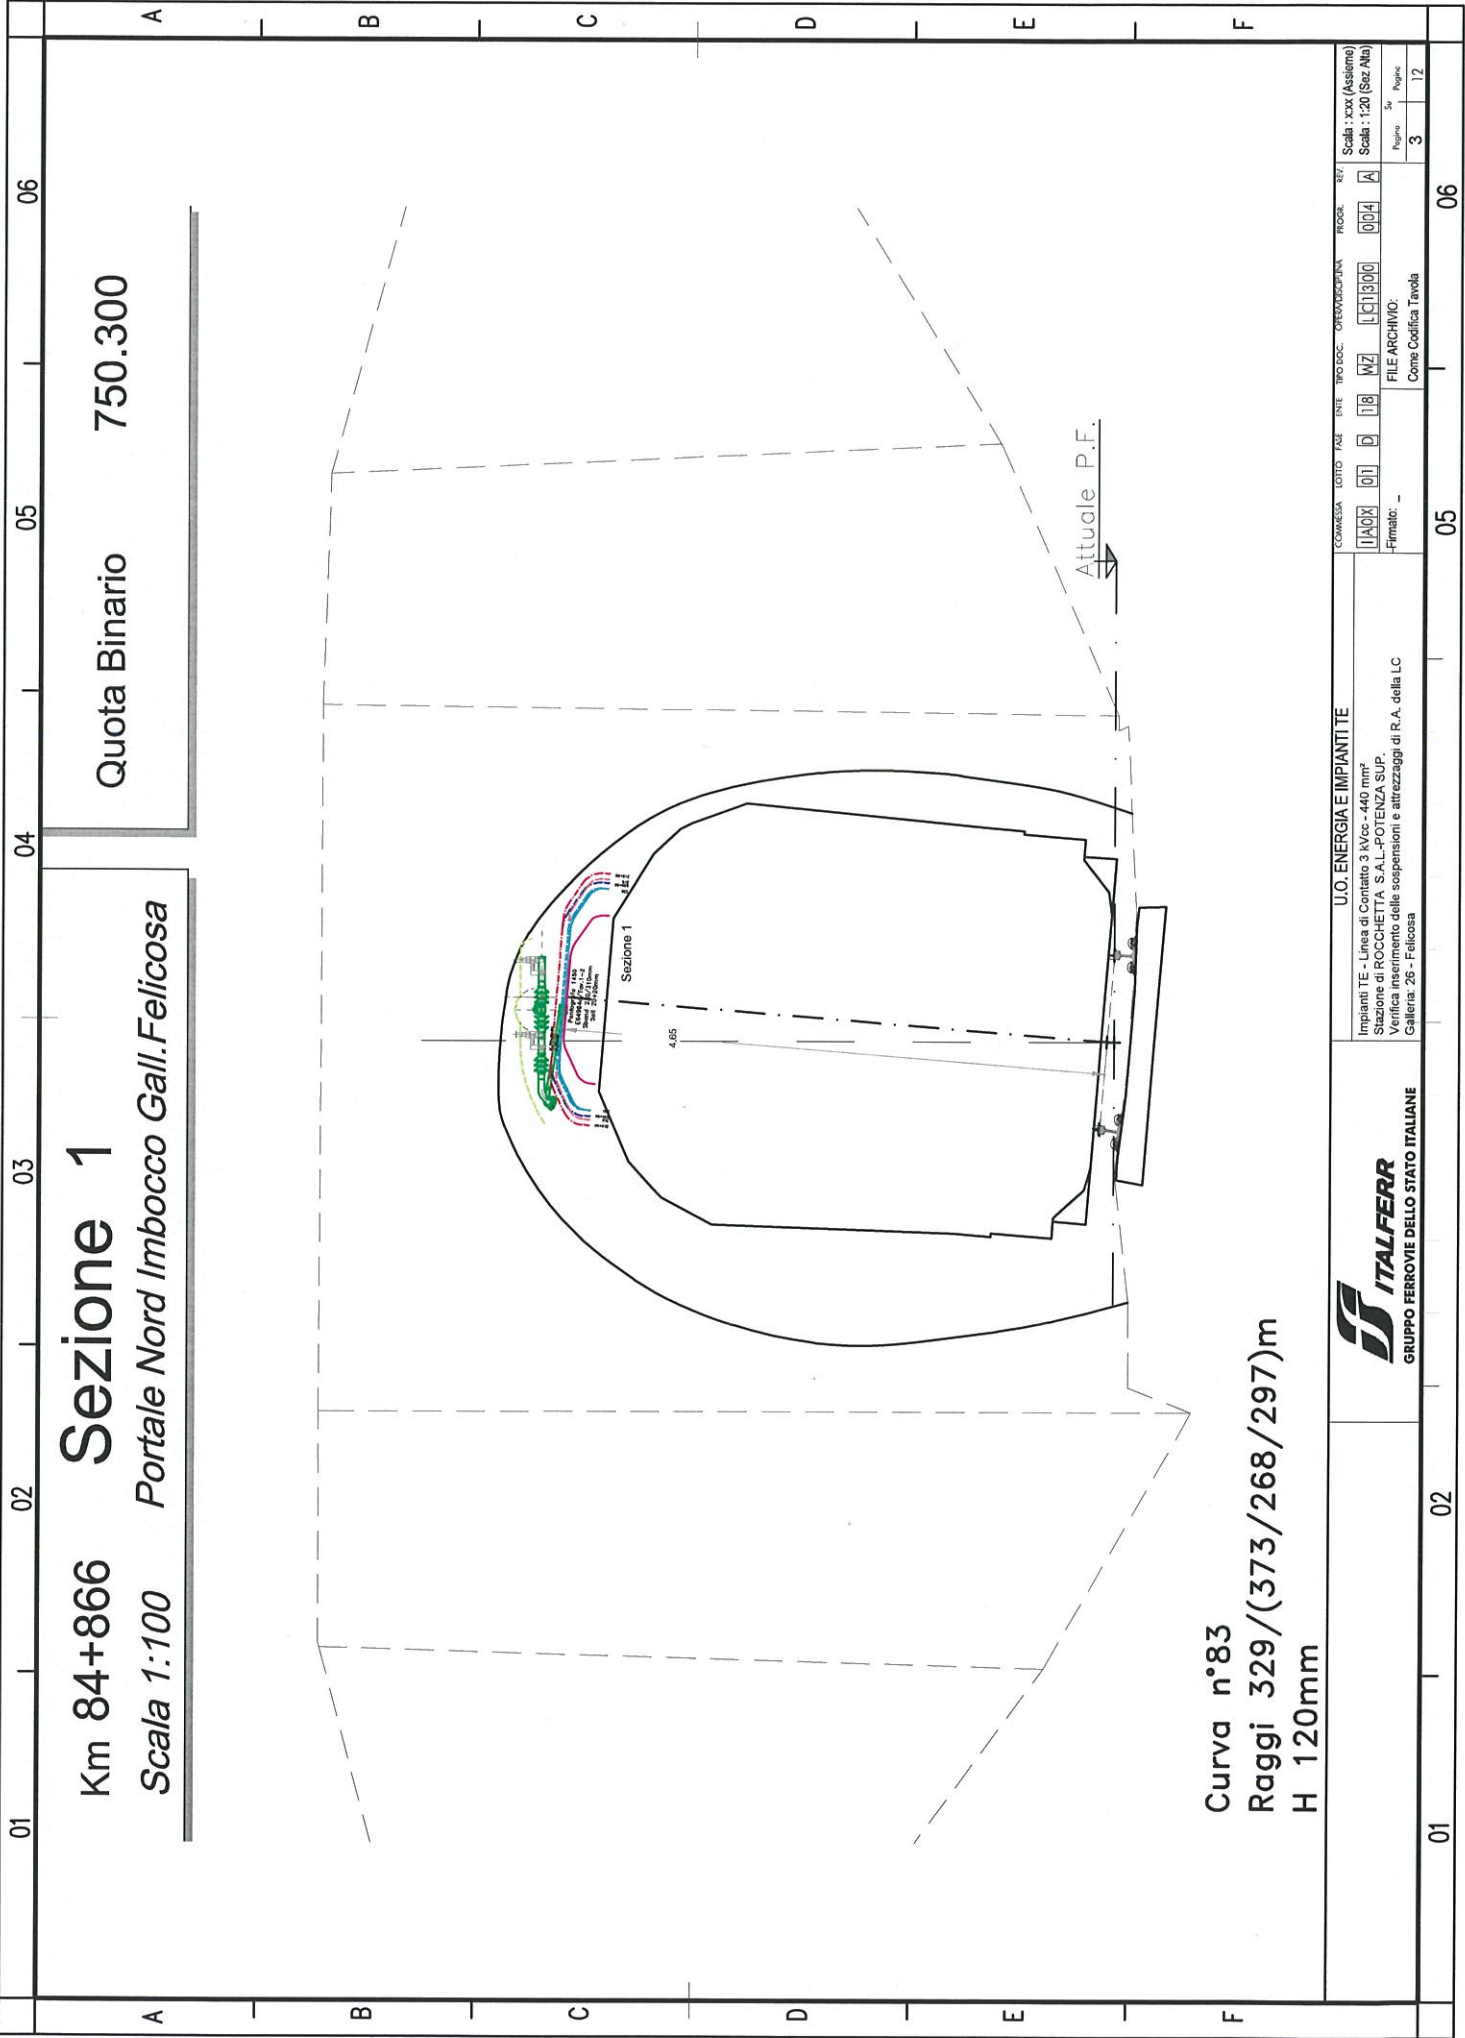 01 02 03 04 05 06
A
B
C
D
E
F
Km 84+866 Sezione 1
Scala 1:100 Portale Nord Imbocco Gall.Felicosa
Quota Binario 750.300
Sezione 1
4.65
Attuale P.F.
Curva n°83
Raggi 329/(373/268/297)m
H 120mm
ITALFERR
GRUPPO FERROVIE DELLO STATO ITALIANE
U.O. ENERGIA E IMPIANTI TE
Impianti TE - Linea di Contatto 3 kVcc - 440 mm²
Stazione di ROCCHETTA S.A.L.-POTENZA SUP.
Verifica inserimento delle sospensioni e attrezzaggi di R.A. della LC
Galleria: 26 - Felicosa
COMMESSA LOTTO FASE ENTE TIPO DOC. OPERA/DISCIPLINA PROGR. REV.
IA0X 01 D 18 WZ LC1300 004 A
Firmato: _
FILE ARCHIVIO:
Come Codifica Tavola
Scala : xxx (Assieme)
Scala : 1:20 (Sez Alta)
Pagina Su Pagine
3 12
A
B
C
D
E
F
01 02 05 06